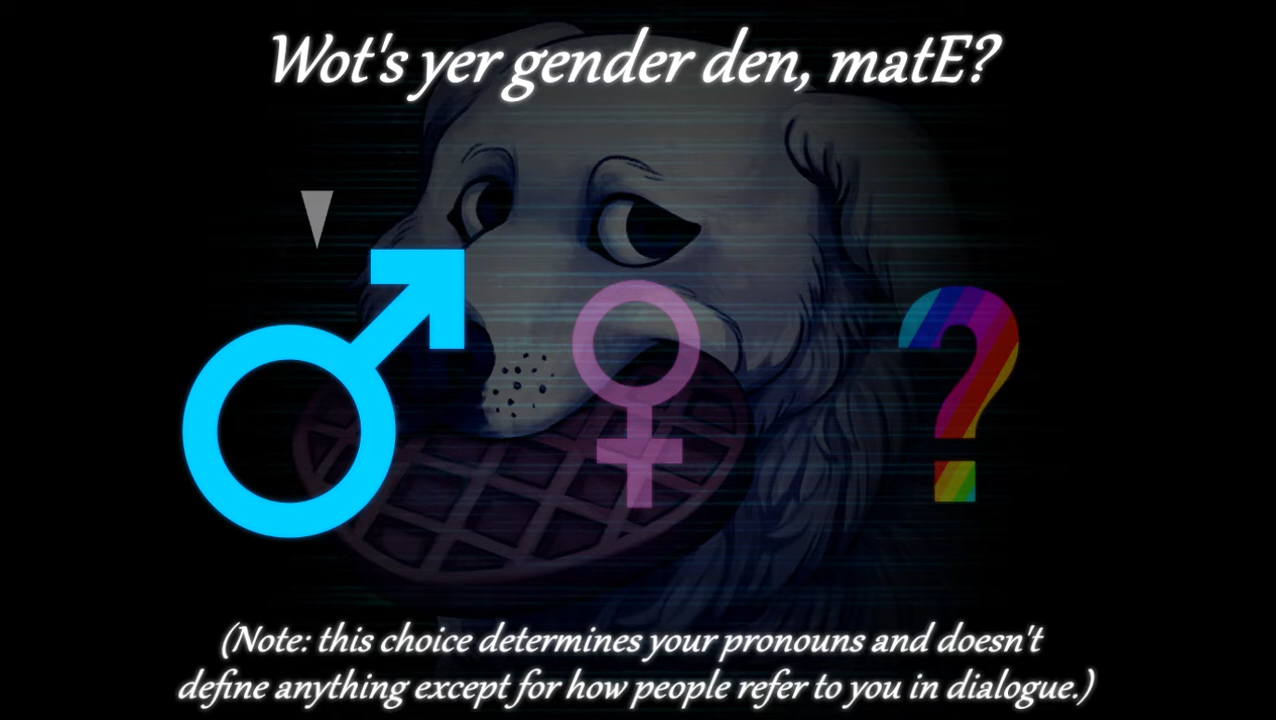 Wot's yer gender den, matE?
(Note: this choice determines your pronouns and doesn't
define anything except for how people refer to you in dialogue.)